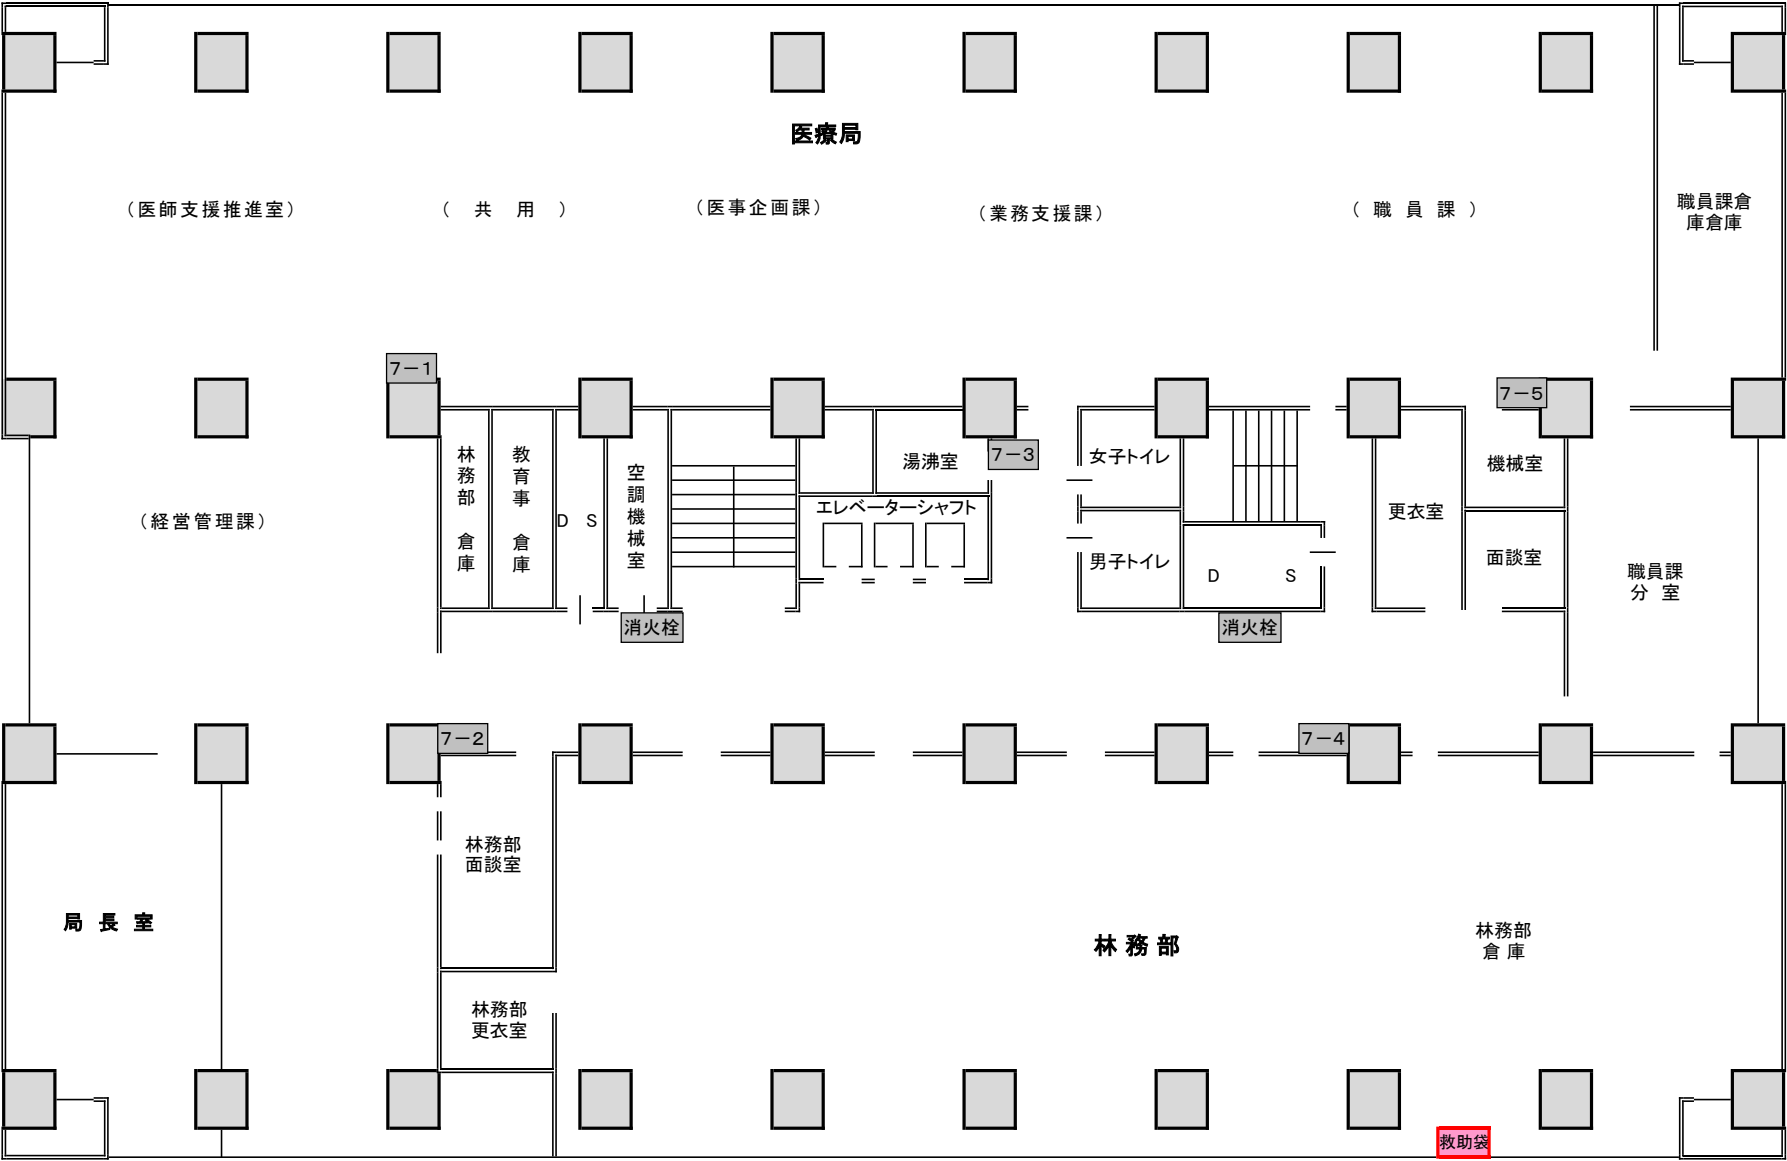 医療局
（医師支援推進室）
（　共　用　）
（医事企画課）
（業務支援課）
（　職　員　課　）
職員課倉
庫倉庫
7－1
7－5
林務部　倉庫
教育事　倉庫
D　S
空調機械室
湯沸室
7－3
エレベーターシャフト
女子トイレ
男子トイレ
D　S
更衣室
機械室
面談室
職員課
分　室
（経営管理課）
消火栓
消火栓
7－2
7－4
林務部
面談室
局　長　室
林 務 部
林務部
倉 庫
林務部
更衣室
救助袋